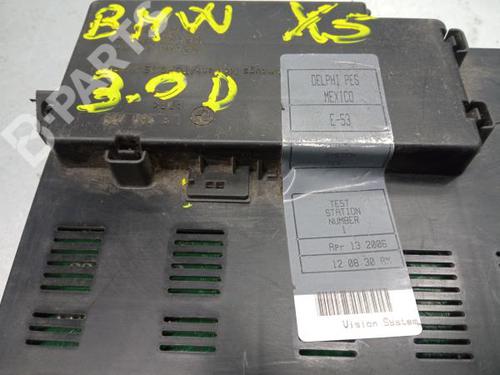 BMW X5
3.0 D
DELPHI PES
MEXICO
E-53
TEST
STATION
NUMBER
1
Apr 13 2006
12:08:30 AM
Vision System
B-PARTS